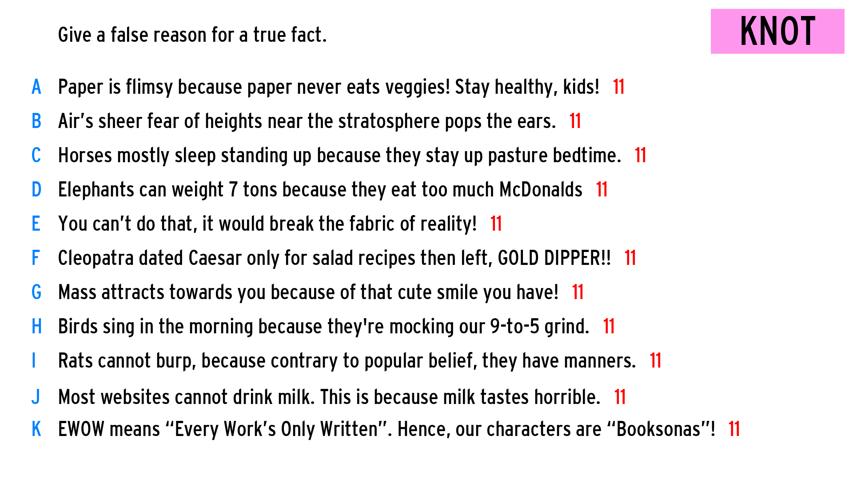 Give a false reason for a true fact.
KNOT
A Paper is flimsy because paper never eats veggies! Stay healthy, kids! 11
B Air’s sheer fear of heights near the stratosphere pops the ears. 11
C Horses mostly sleep standing up because they stay up pasture bedtime. 11
D Elephants can weight 7 tons because they eat too much McDonalds 11
E You can’t do that, it would break the fabric of reality! 11
F Cleopatra dated Caesar only for salad recipes then left, GOLD DIPPER!! 11
G Mass attracts towards you because of that cute smile you have! 11
H Birds sing in the morning because they're mocking our 9-to-5 grind. 11
I Rats cannot burp, because contrary to popular belief, they have manners. 11
J Most websites cannot drink milk. This is because milk tastes horrible. 11
K EWOW means “Every Work’s Only Written”. Hence, our characters are “Booksonas”! 11